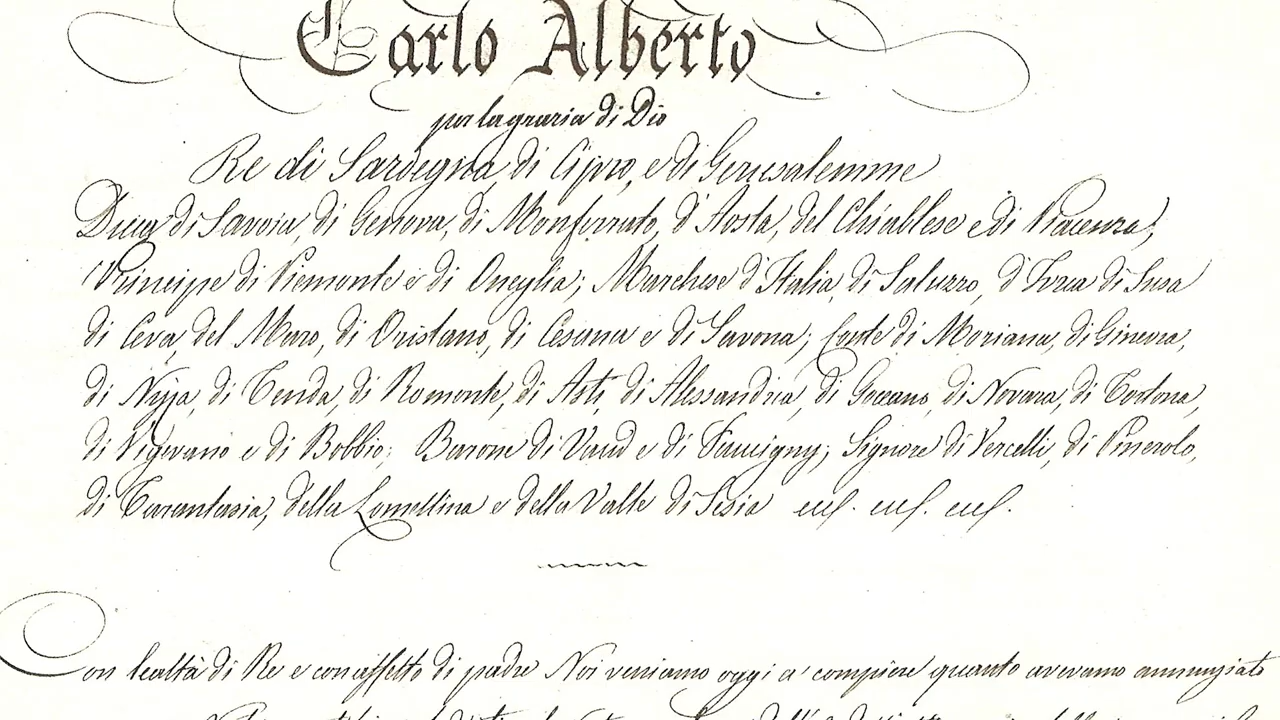 Carlo Alberto
per la grazia di Dio
Re di Sardegna, di Cipro, e di Gerusalemme
Duca di Savoia, di Genova, di Monferrato, d'Aosta, del Chiablese e di Piacenza;
Principe di Piemonte e di Oneglia; Marchese d'Italia, di Saluzzo, d'Ivrea di Susa
di Ceva, del Maro, di Oristano, di Cesana e di Savona; Conte di Moriana, di Ginevra,
di Nizza, di Tenda, di Romonte, di Asti, di Alessandria, di Goceano, di Novara, di Tortona,
di Vigevano e di Bobbio; Barone di Vaud e di Faucigny; Signore di Vercelli, di Pinerolo,
di Tarantasia, della Lomellina e della Valle di Sesia ecc. ecc. ecc.
Con lealtà di Re e con affetto di padre Noi veniamo oggi a' compiere quanto avevamo annunziato